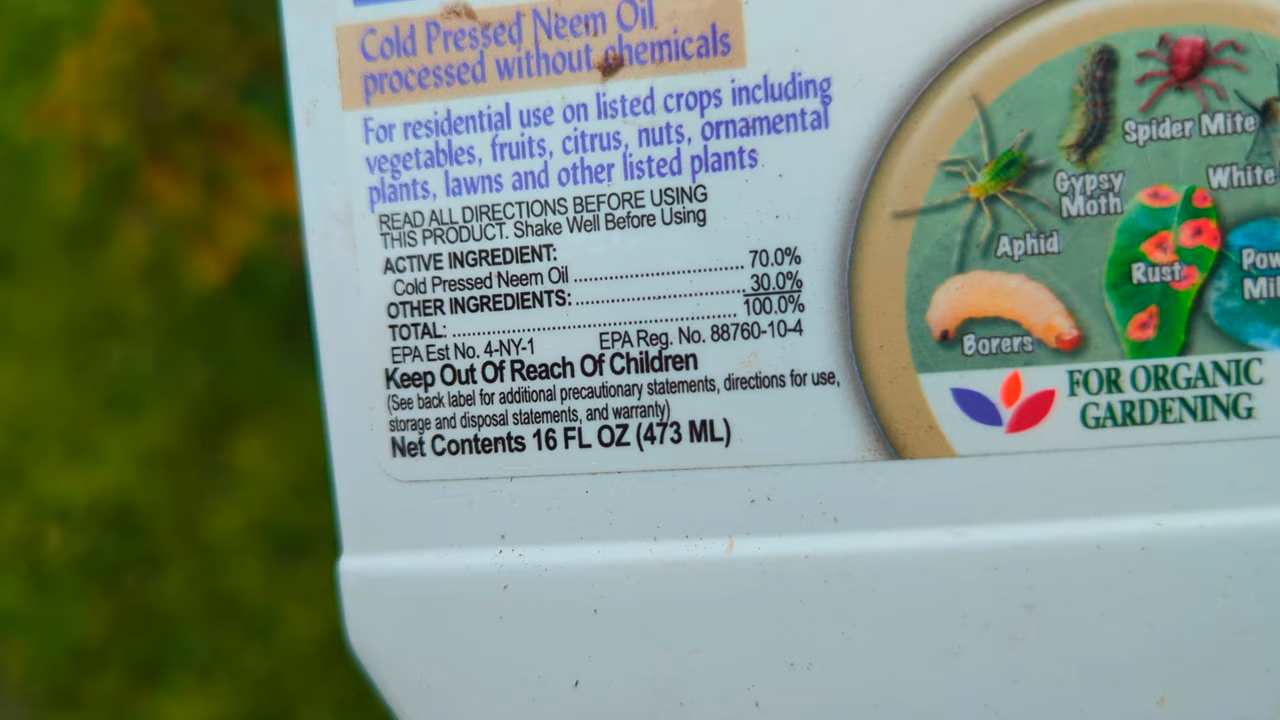 Cold Pressed Neem Oil
processed without chemicals
For residential use on listed crops including
vegetables, fruits, citrus, nuts, ornamental
plants, lawns and other listed plants
READ ALL DIRECTIONS BEFORE USING
THIS PRODUCT. Shake Well Before Using
ACTIVE INGREDIENT:
Cold Pressed Neem Oil .............................. 70.0%
OTHER INGREDIENTS: .............................. 30.0%
TOTAL: .................................................. 100.0%
EPA Est No. 4-NY-1 EPA Reg. No. 88760-10-4
Keep Out Of Reach Of Children
(See back label for additional precautionary statements, directions for use,
storage and disposal statements, and warranty)
Net Contents 16 FL OZ (473 ML)
Spider Mite
Gypsy
Moth
White
Aphid
Rust
Pow
Mil
Borers
FOR ORGANIC
GARDENING